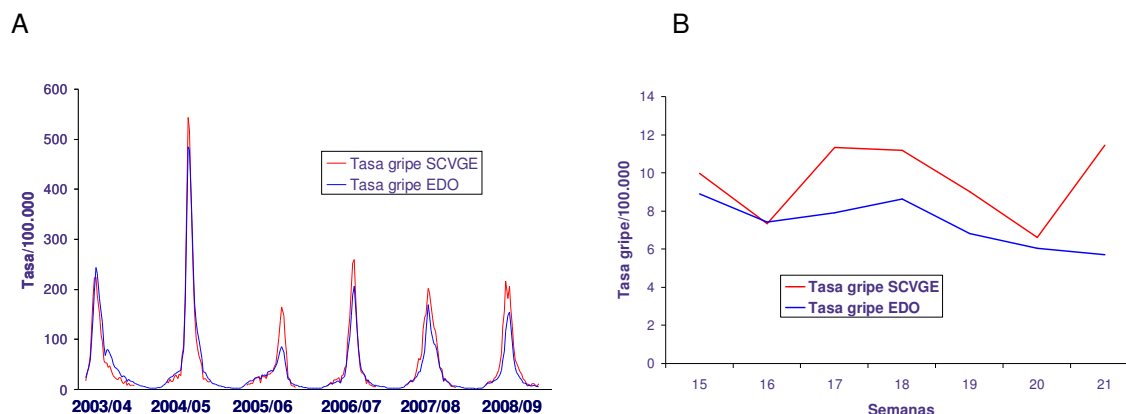 A
B
Tasa/100.000
600
500
400
300
200
100
0
Tasa gripe SCVGE
Tasa gripe EDO
2003/04 2004/05 2005/06 2006/07 2007/08 2008/09
Tasa gripe/100.000
14
12
10
8
6
4
2
0
Tasa gripe SCVGE
Tasa gripe EDO
15 16 17 18 19 20 21
Semanas